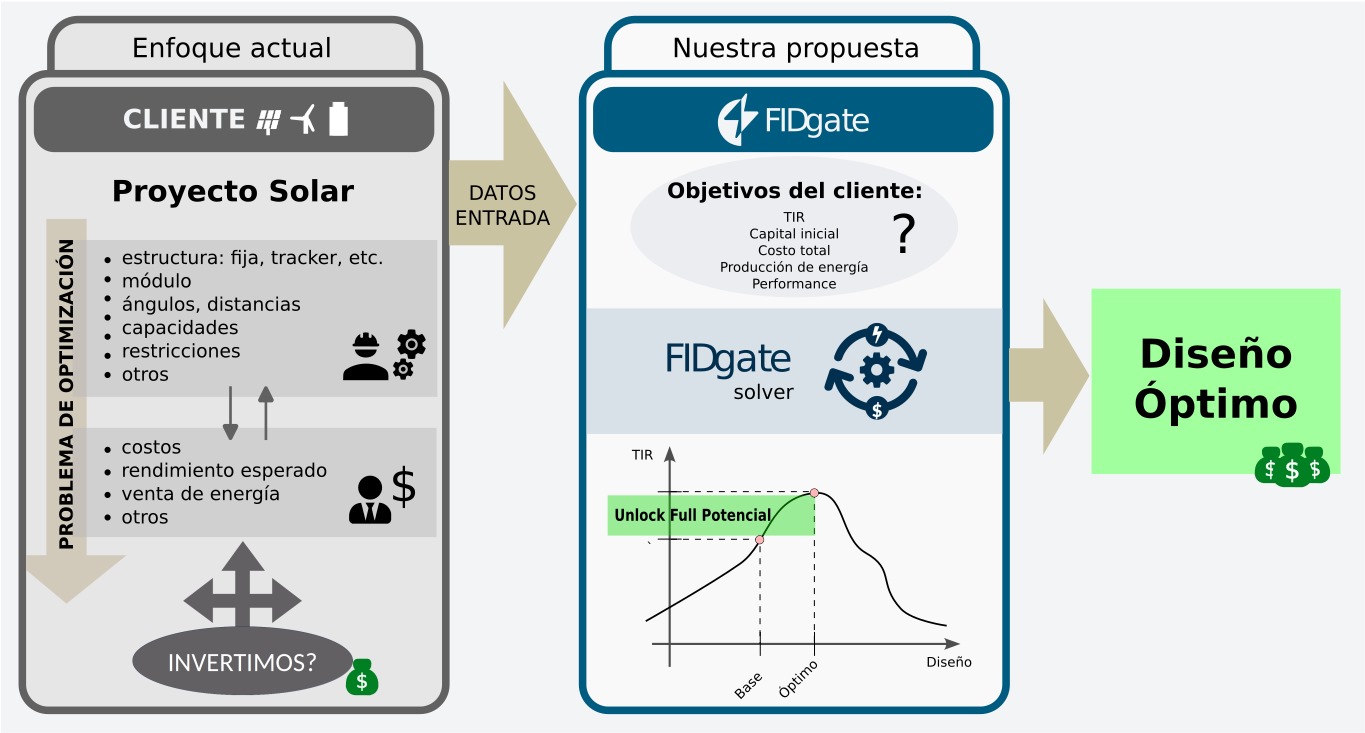 Enfoque actual
CLIENTE
Proyecto Solar
PROBLEMA DE OPTIMIZACIÓN
• estructura: fija, tracker, etc.
• módulo
• ángulos, distancias
• capacidades
• restricciones
• otros
• costos
• rendimiento esperado
• venta de energía
• otros
$
INVERTIMOS?
$
DATOS
ENTRADA
Nuestra propuesta
FIDgate
Objetivos del cliente:
TIR
Capital inicial
Costo total
Producción de energía
Performance
?
FIDgate
solver
$
TIR
Unlock Full Potencial
Diseño
Base
Óptimo
Diseño
Óptimo
$ $ $